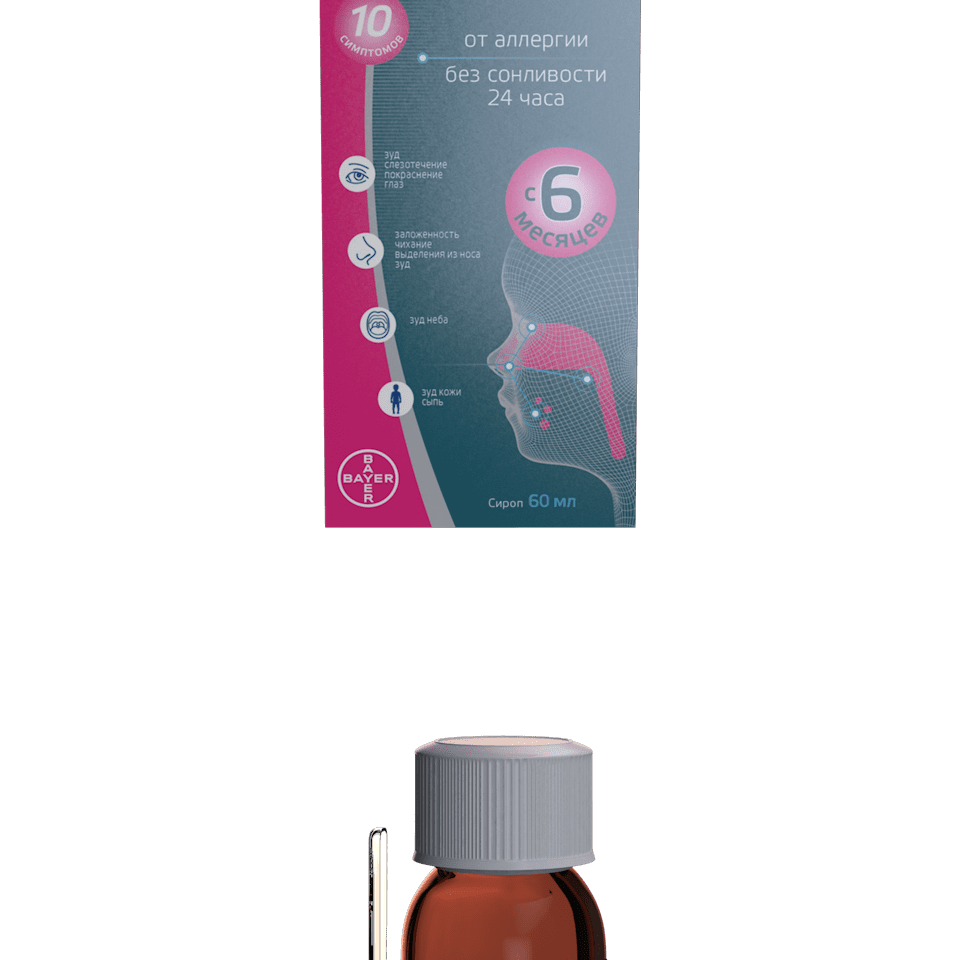 10
симптомов
от аллергии
без сонливости
24 часа
зуд
слезотечение
покраснение
глаз
с 6
месяцев
заложенность
чихание
выделения из носа
зуд
зуд неба
зуд кожи
сыпь
BAYER
BAYER
Сироп 60 мл